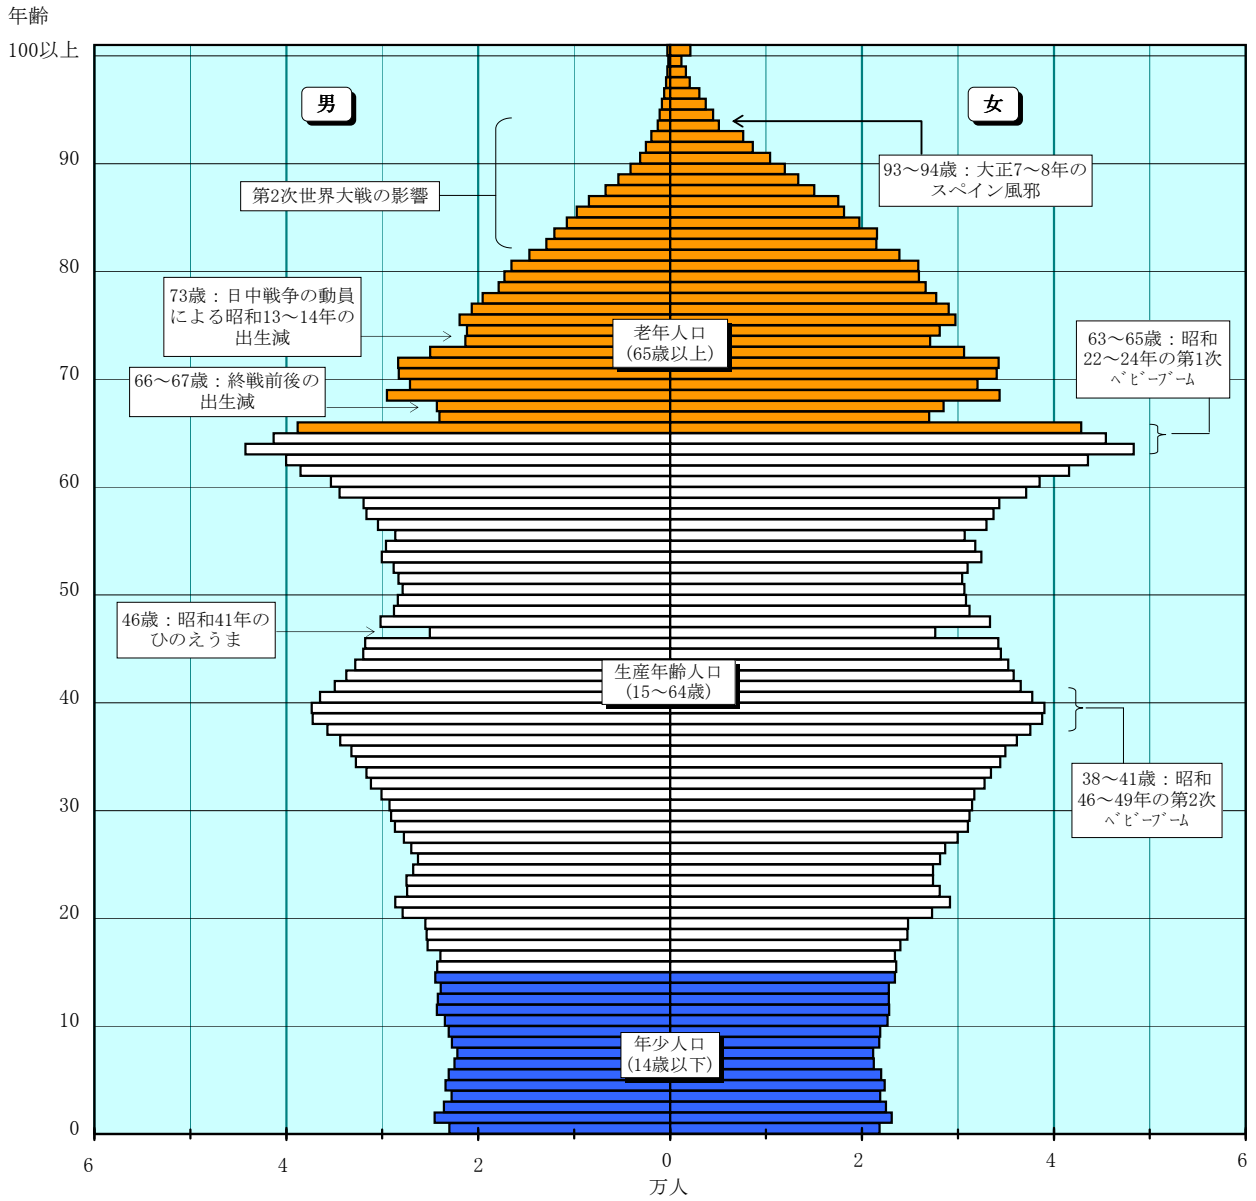 年齢
100以上
男
女
90
93～94歳：大正7～8年の
スペイン風邪
第2次世界大戦の影響
80
73歳：日中戦争の動員
による昭和13～14年の
出生減
老年人口
(65歳以上)
63～65歳：昭和
22～24年の第1次
ﾍﾞﾋﾞｰﾌﾞｰﾑ
70
66～67歳：終戦前後の
出生減
60
50
46歳：昭和41年の
ひのえうま
生産年齢人口
(15～64歳)
40
38～41歳：昭和
46～49年の第2次
ﾍﾞﾋﾞｰﾌﾞｰﾑ
30
20
10
年少人口
(14歳以下)
0
6
4
2
0
2
4
6
万人